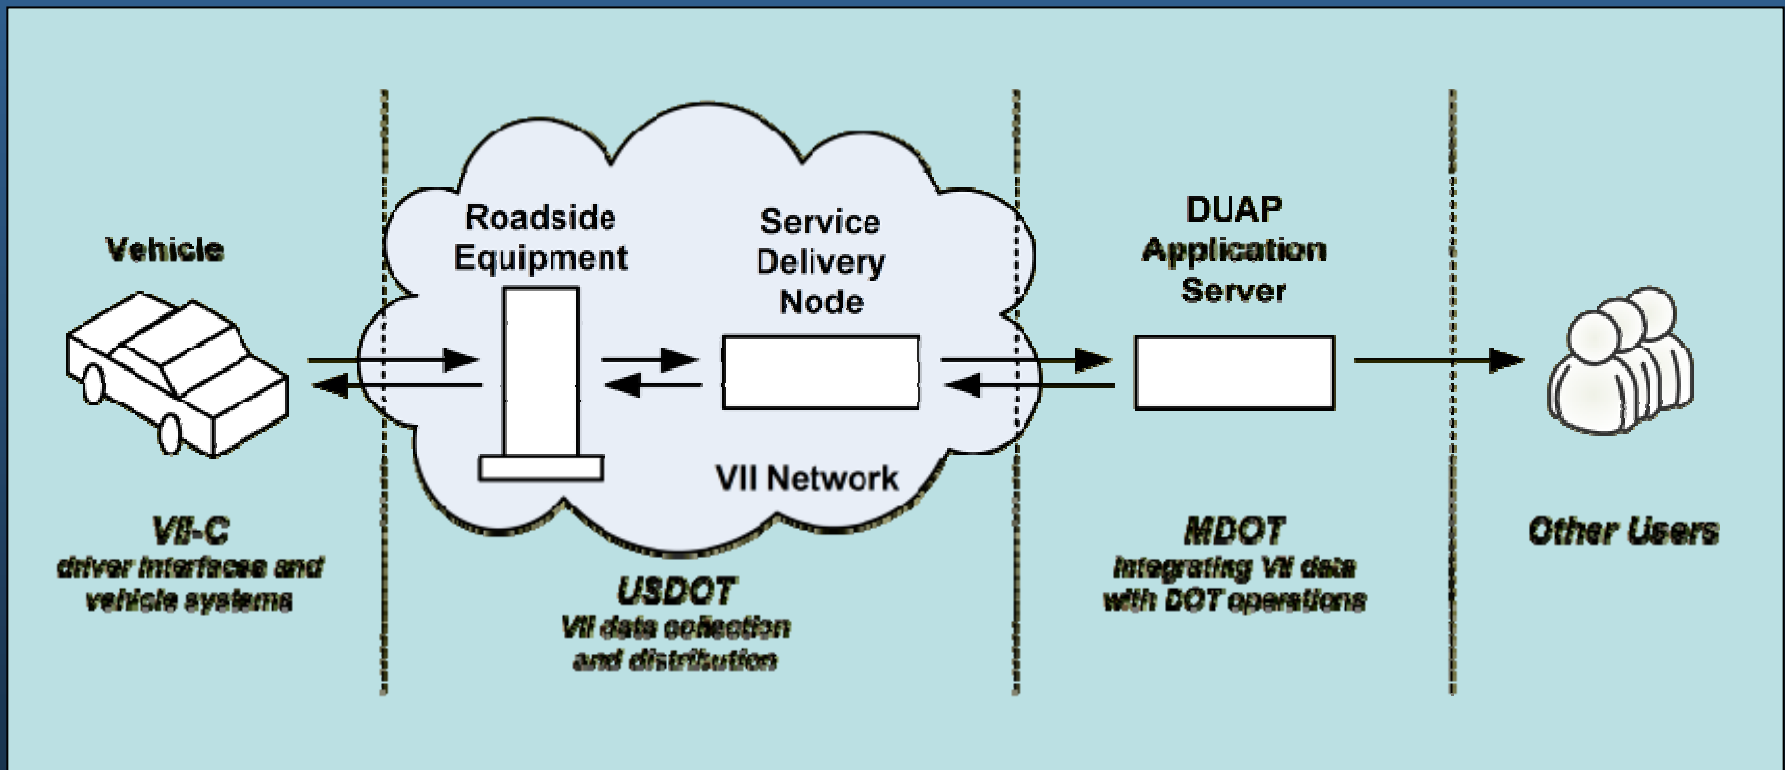 Vehicle
Roadside
Equipment
Service
Delivery
Node
DUAP
Application
Server
VII Network
VII-C
driver interfaces and
vehicle systems
USDOT
VII data collection
and distribution
MDOT
Integrating VII data
with DOT operations
Other Users